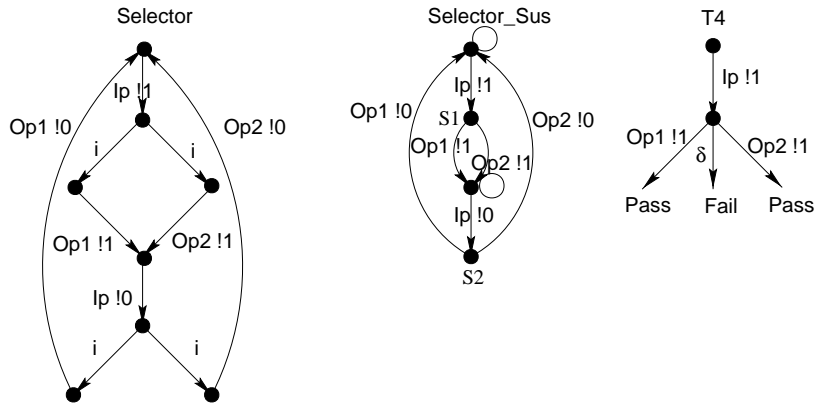 Selector
Ip !1
Op1 !0
Op2 !0
i
i
Op1 !1
Op2 !1
Ip !0
i
i
Selector_Sus
Ip !1
Op1 !0
Op2 !0
S1
Op1 !1
Op2 !1
Ip !0
S2
T4
Ip !1
Op1 !1
δ
Op2 !1
Pass
Fail
Pass